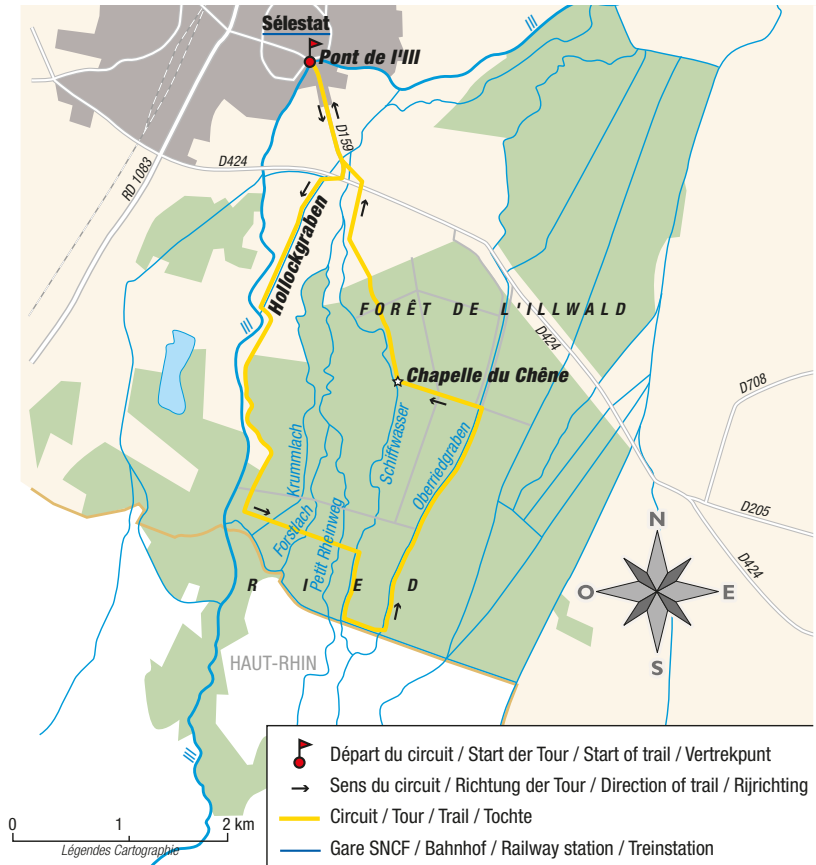 Sélestat
Pont de l'Ill
Ill
D159
RD 1083
D424
Hollockgraben
Ill
FORÊT DE L'ILLWALD
D424
Chapelle du Chêne
D708
Krummlach
Schiffwasser
Oberriedgraben
Forstlach
Petit Rheinweg
D205
D424
RIED
N
O
E
S
HAUT-RHIN
Ill
Départ du circuit / Start der Tour / Start of trail / Vertrekpunt
Sens du circuit / Richtung der Tour / Direction of trail / Rijrichting
Circuit / Tour / Trail / Tochte
Gare SNCF / Bahnhof / Railway station / Treinstation
0 1 2 km
Légendes Cartographie